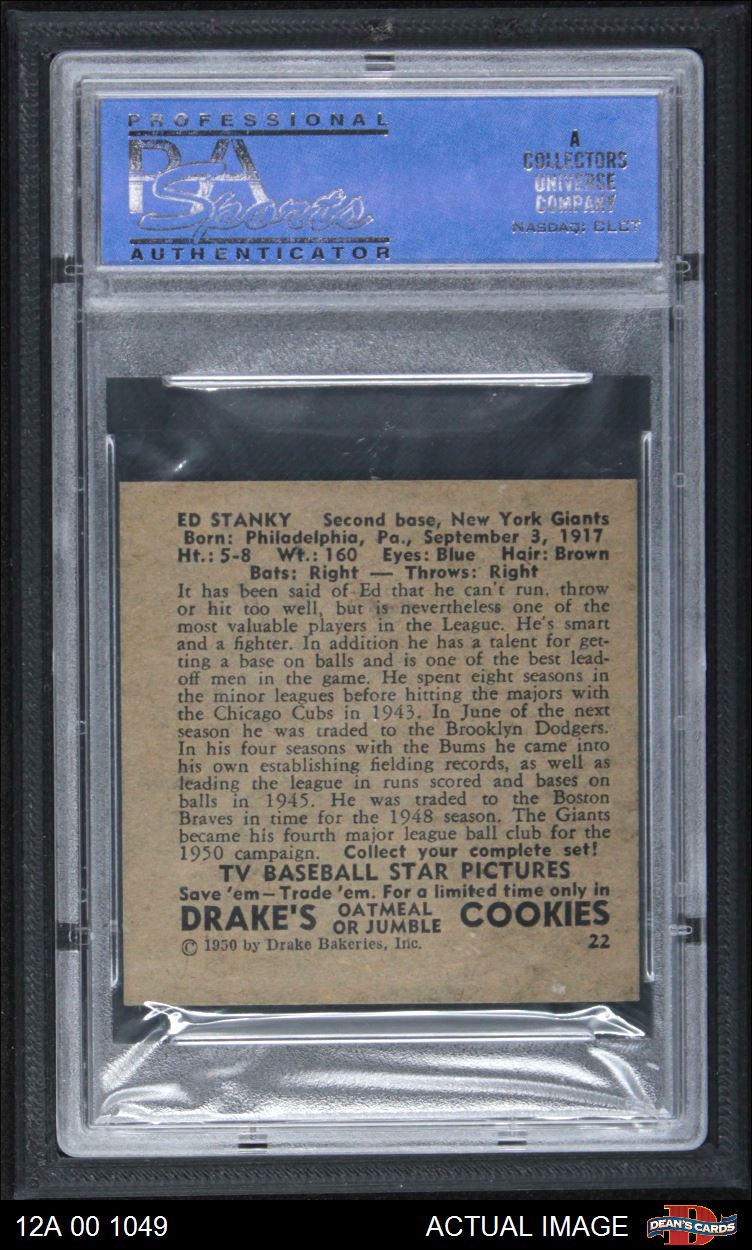 PROFESSIONAL
PSA
Sports
AUTHENTICATOR
A
COLLECTORS
UNIVERSE
COMPANY
NASDAQ: CLCT
ED STANKY Second base, New York Giants
Born: Philadelphia, Pa., September 3, 1917
Ht.: 5-8 Wt.: 160 Eyes: Blue Hair: Brown
Bats: Right — Throws: Right
It has been said of Ed that he can't run, throw
or hit too well, but is nevertheless one of the
most valuable players in the League. He's smart
and a fighter. In addition he has a talent for get-
ting a base on balls and is one of the best lead-
off men in the game. He spent eight seasons in
the minor leagues before hitting the majors with
the Chicago Cubs in 1943. In June of the next
season he was traded to the Brooklyn Dodgers.
In his four seasons with the Bums he came into
his own establishing fielding records, as well as
leading the league in runs scored and bases on
balls in 1945. He was traded to the Boston
Braves in time for the 1948 season. The Giants
became his fourth major league ball club for the
1950 campaign. Collect your complete set!
TV BASEBALL STAR PICTURES
Save 'em—Trade 'em. For a limited time only in
DRAKE'S OATMEAL OR JUMBLE COOKIES
© 1950 by Drake Bakeries, Inc. 22
12A 00 1049 ACTUAL IMAGE DEAN'S CARDS